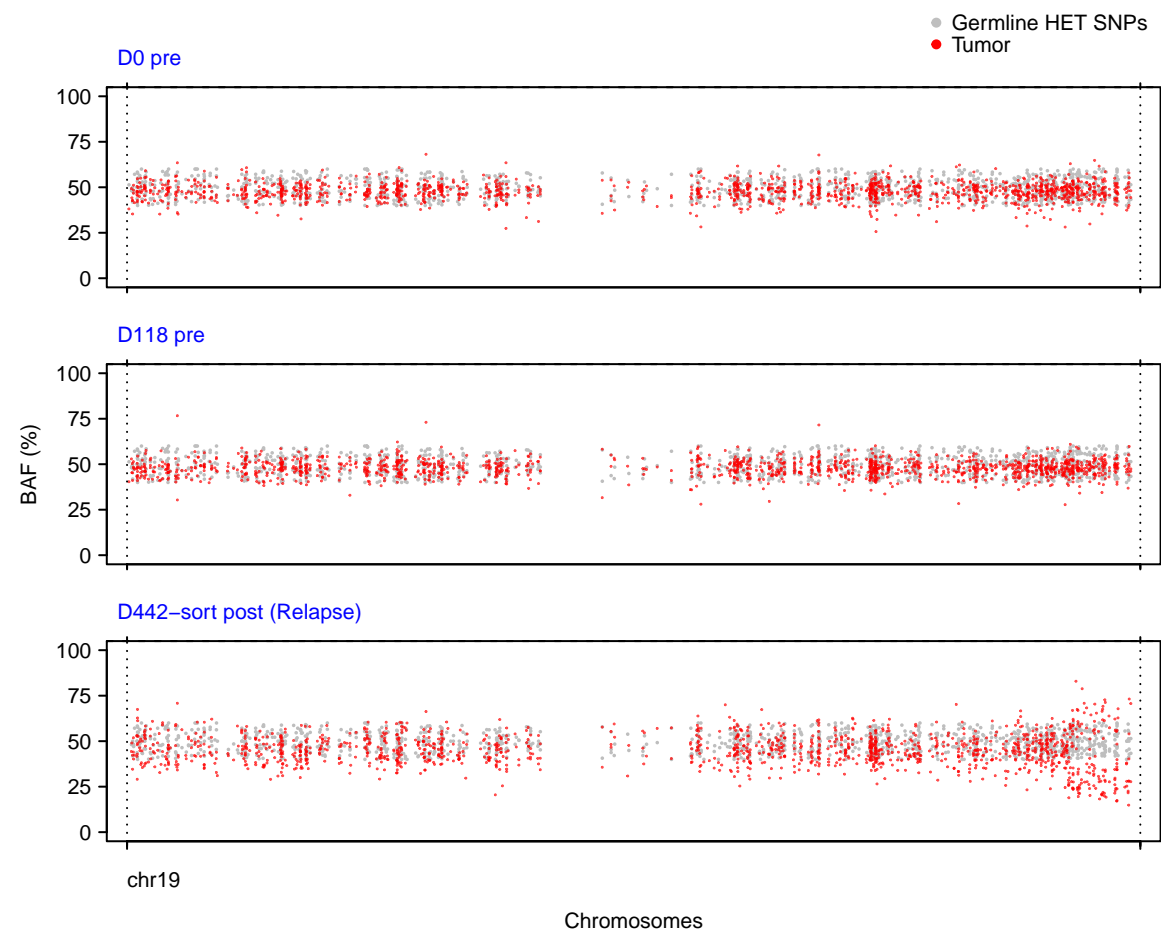 Germline HET SNPs
Tumor
D0 pre
100
75
50
25
0
D118 pre
100
75
50
25
0
BAF (%)
D442−sort post (Relapse)
100
75
50
25
0
chr19
Chromosomes